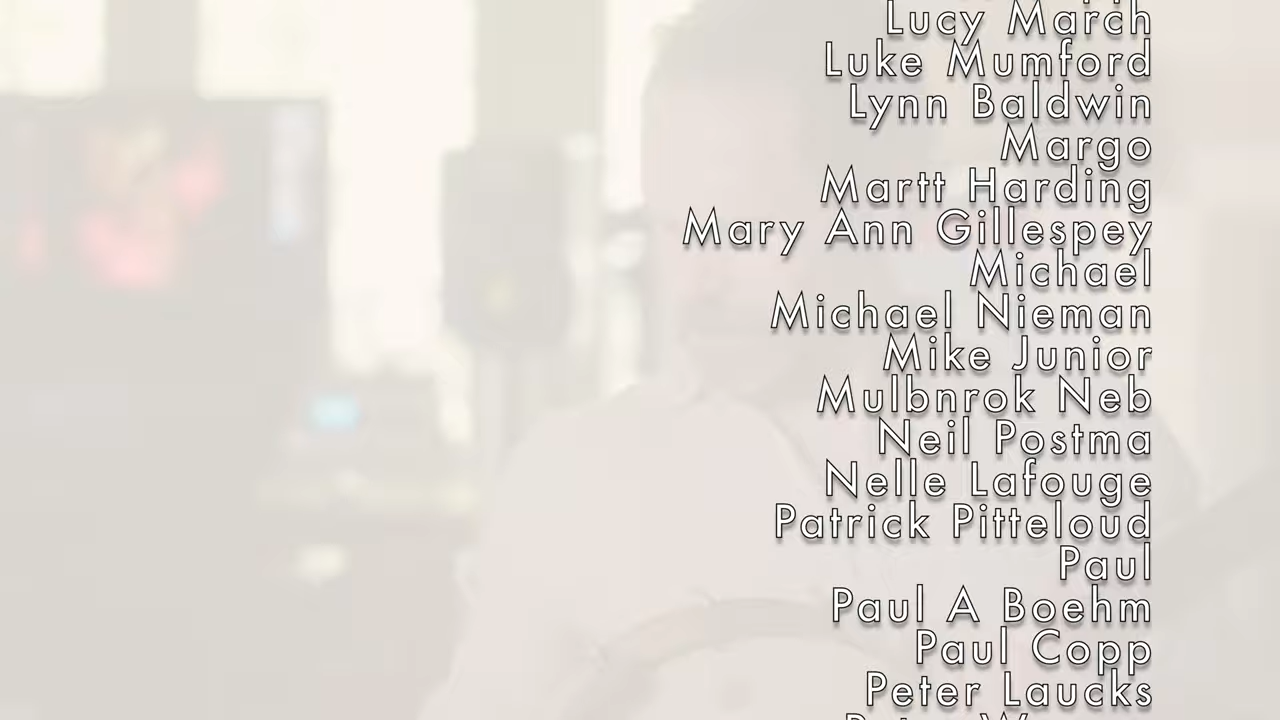 Lucy March
Luke Mumford
Lynn Baldwin
Margo
Martt Harding
Mary Ann Gillespey
Michael
Michael Nieman
Mike Junior
Mulbnrok Neb
Neil Postma
Nelle Lafouge
Patrick Pitteloud
Paul
Paul A Boehm
Paul Copp
Peter Laucks